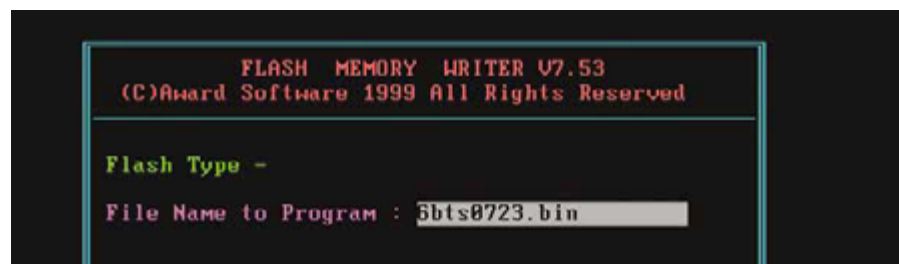 FLASH MEMORY WRITER V7.53
(C)Award Software 1999 All Rights Reserved
Flash Type -
File Name to Program : 6bts0723.bin